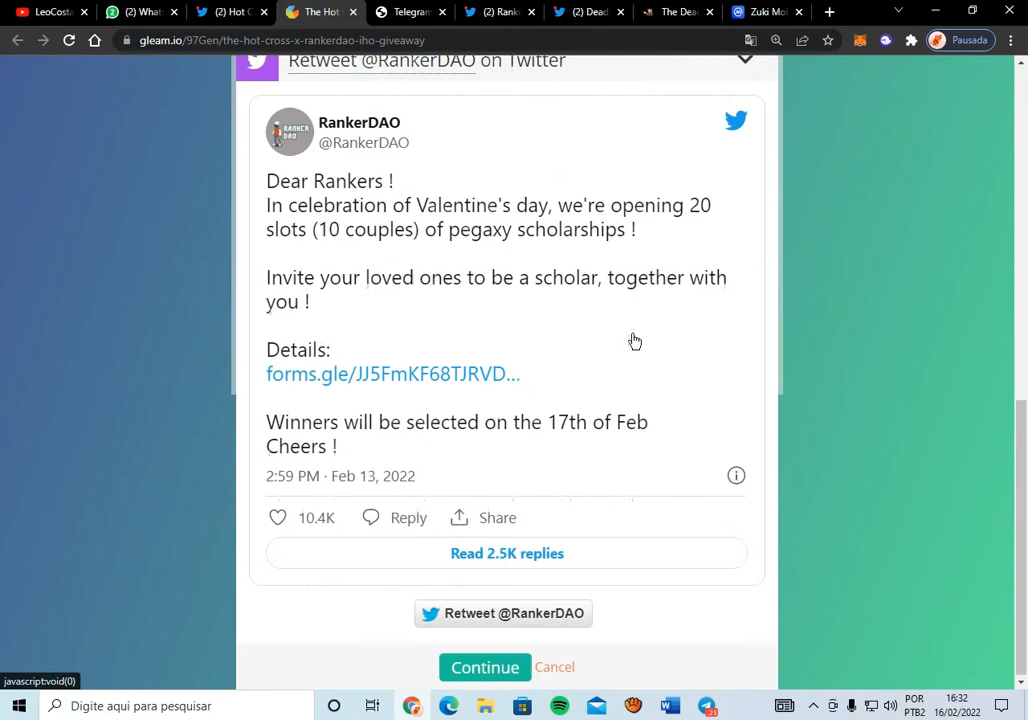 LeoCosta
(2) Whats
(2) Hot C
The Hot
Telegram
(2) Rank
(2) Dead
The Dea
Zuki Mo
gleam.io/97Gen/the-hot-cross-x-rankerdao-iho-giveaway
Pausada
Retweet @RankerDAO on Twitter
RankerDAO
@RankerDAO
RANKER
DAO
Dear Rankers !
In celebration of Valentine's day, we're opening 20
slots (10 couples) of pegaxy scholarships !
Invite your loved ones to be a scholar, together with
you !
Details:
forms.gle/JJ5FmKF68TJRVD...
Winners will be selected on the 17th of Feb
Cheers !
2:59 PM · Feb 13, 2022
10.4K
Reply
Share
Read 2.5K replies
Retweet @RankerDAO
Continue
Cancel
javascript:void(0)
Digite aqui para pesquisar
23
POR
PTB2
16:32
16/02/2022